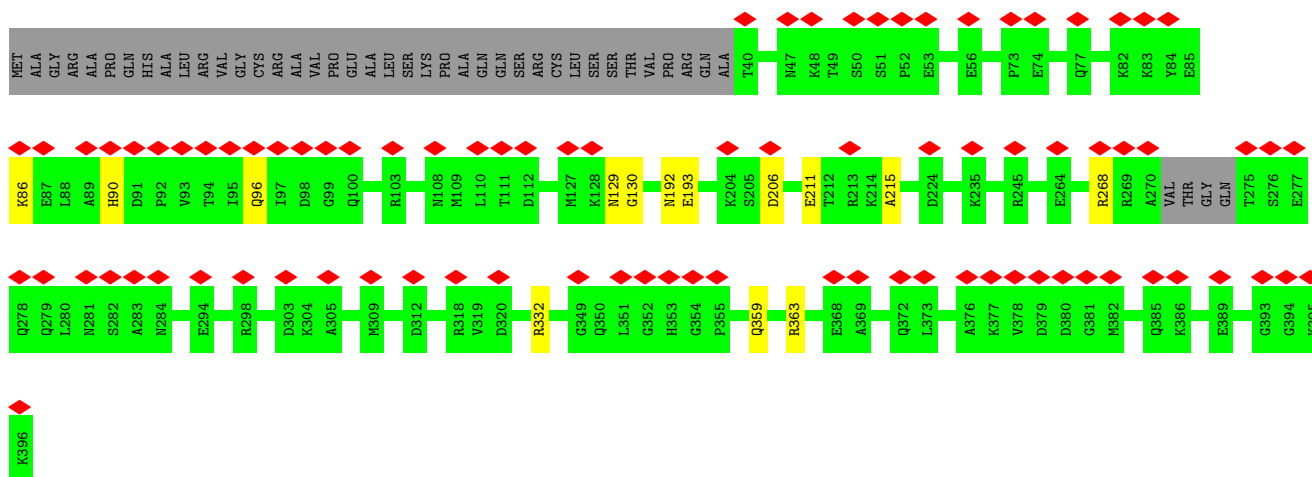 MET ALA GLY ARG ALA PRO GLN HIS ALA LEU ARG VAL GLY CYS ARG ALA VAL PRO GLU ALA LEU SER LYS PRO ALA GLN GLN SER ARG CYS LEU SER SER THR VAL PRO ARG GLN ALA T40 N47 K48 T49 S50 S51 P52 E53 E56 P73 E74 Q77 K82 K83 Y84 E85
K86 E87 L88 A89 H90 D91 P92 V93 T94 I95 Q96 I97 D98 G99 Q100 R103 N108 M109 L110 T111 D112 M127 K128 N129 G130 N192 E193 K204 S205 D206 E211 T212 R213 K214 A215 D224 K235 R245 E264 R268 R269 A270 VAL THR GLY GLN T275 S276 E277
Q278 Q279 L280 N281 S282 A283 N284 E294 R298 D303 K304 A305 M309 D312 R318 V319 D320 R332 G349 Q350 L351 G352 H353 G354 P355 Q359 R363 E368 A369 Q372 L373 A376 K377 V378 D379 D380 G381 M382 Q385 K386 E389 G393 G394
K396